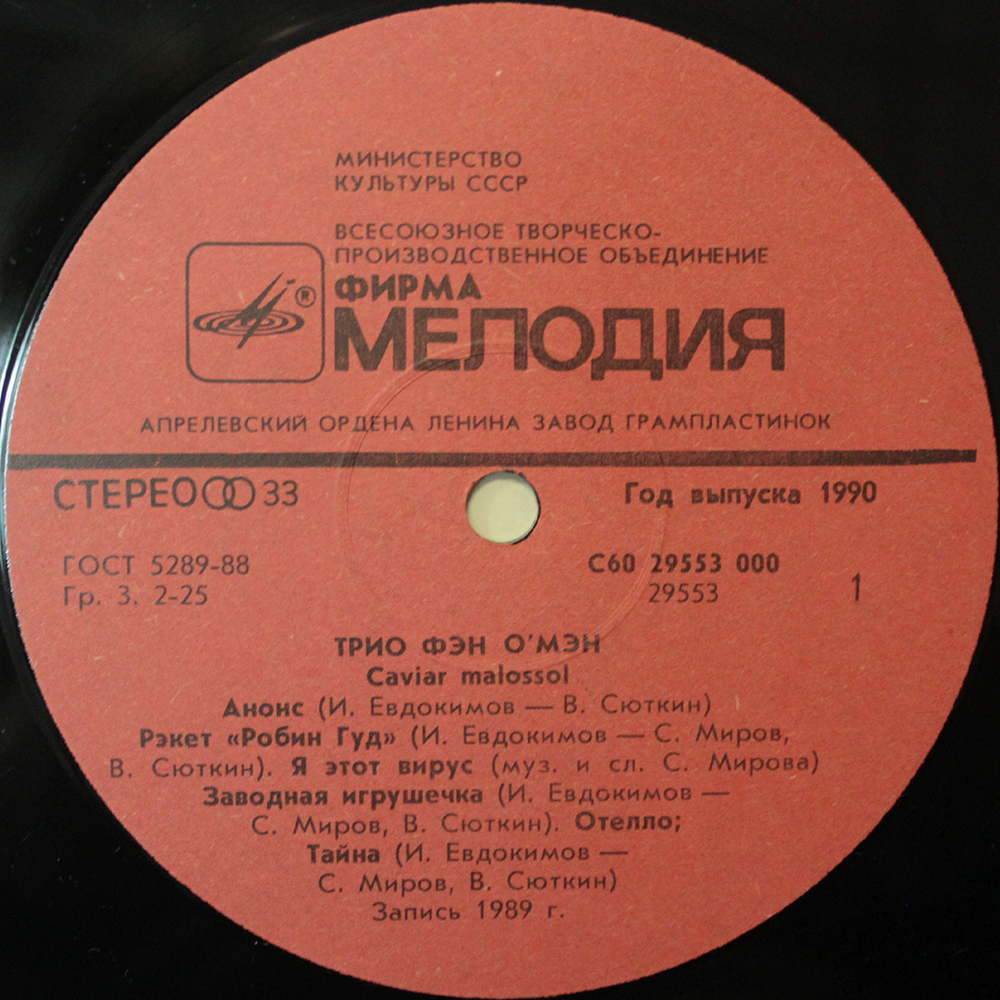 МИНИСТЕРСТВО
КУЛЬТУРЫ СССР
ВСЕСОЮЗНОЕ ТВОРЧЕСКО-
ПРОИЗВОДСТВЕННОЕ ОБЪЕДИНЕНИЕ
ФИРМА
®
МЕЛОДИЯ
АПРЕЛЕВСКИЙ ОРДЕНА ЛЕНИНА ЗАВОД ГРАМПЛАСТИНОК
СТЕРЕО 33
Год выпуска 1990
ГОСТ 5289-88
Гр. 3. 2-25
С60 29553 000
29553
1
ТРИО ФЭН О'МЭН
Caviar malossol
Анонс (И. Евдокимов — В. Сюткин)
Рэкет «Робин Гуд» (И. Евдокимов — С. Миров,
В. Сюткин). Я этот вирус (муз. и сл. С. Мирова)
Заводная игрушечка (И. Евдокимов —
С. Миров, В. Сюткин). Отелло;
Тайна (И. Евдокимов —
С. Миров, В. Сюткин)
Запись 1989 г.